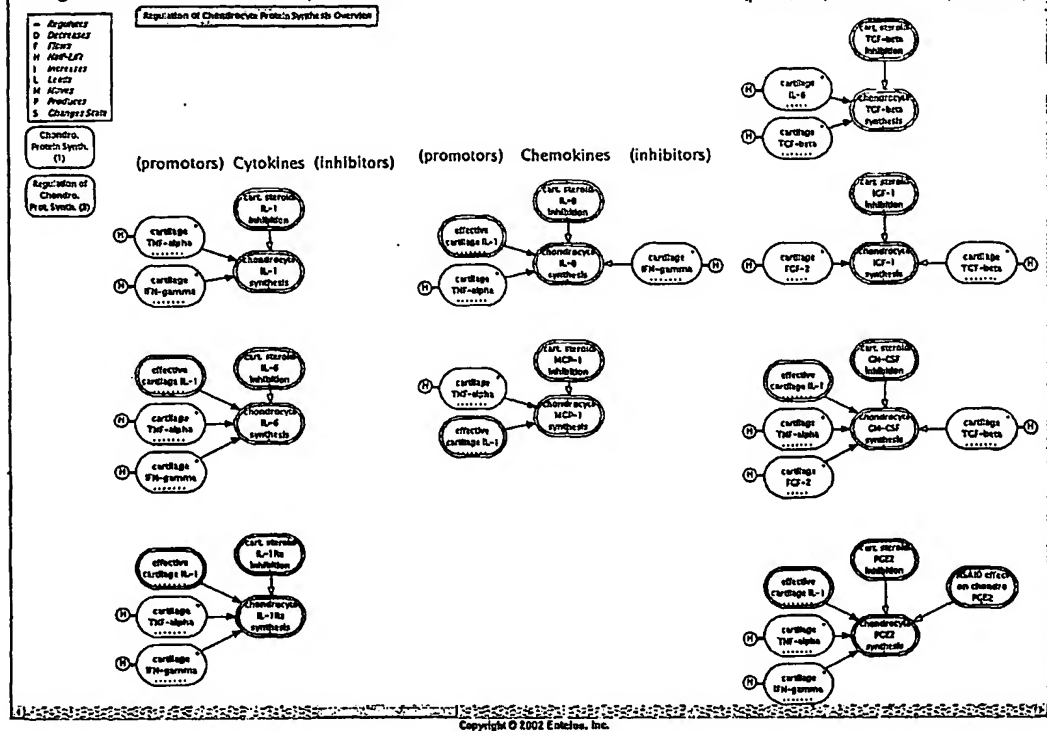 Regulation of Chondrocyte Protein Synthesis Overview
Regulates
D Decreases
F Flows
H Half-Life
I Increases
L Leads
M Moves
P Produces
S Changes State
Chondro.
Protein Synth.
(1)
Regulation of
Chondro.
Prot. Synth. (3)
(promotors) Cytokines (inhibitors)
cart. steroid
IL-1
inhibition
H
cartilage
TNF-alpha
H
cartilage
IFN-gamma
chondrocyte
IL-1
synthesis
effective
cartilage IL-1
cart. steroid
IL-6
inhibition
H
cartilage
TNF-alpha
chondrocyte
IL-6
synthesis
H
cartilage
IFN-gamma
effective
cartilage IL-1
cart. steroid
IL-1Ra
inhibition
H
cartilage
TNF-alpha
chondrocyte
IL-1Ra
synthesis
H
cartilage
IFN-gamma
(promotors) Chemokines (inhibitors)
cart. steroid
IL-8
inhibition
effective
cartilage IL-1
H
cartilage
TNF-alpha
chondrocyte
IL-8
synthesis
cartilage
IFN-gamma
H
cart. steroid
MCP-1
inhibition
H
cartilage
TNF-alpha
effective
cartilage IL-1
chondrocyte
MCP-1
synthesis
cart. steroid
TGF-beta
inhibition
H
cartilage
IL-6
H
cartilage
TGF-beta
chondrocyte
TGF-beta
synthesis
cart. steroid
IGF-1
inhibition
H
cartilage
FGF-2
chondrocyte
IGF-1
synthesis
cartilage
TGF-beta
H
effective
cartilage IL-1
cart. steroid
GM-CSF
inhibition
H
cartilage
TNF-alpha
chondrocyte
GM-CSF
synthesis
cartilage
TGF-beta
H
H
cartilage
FGF-2
effective
cartilage IL-1
cart. steroid
PGE2
inhibition
NSAID effect
on chondro
PGE2
H
cartilage
TNF-alpha
chondrocyte
PGE2
synthesis
H
cartilage
IFN-gamma
Copyright © 2002 Entelos, Inc.